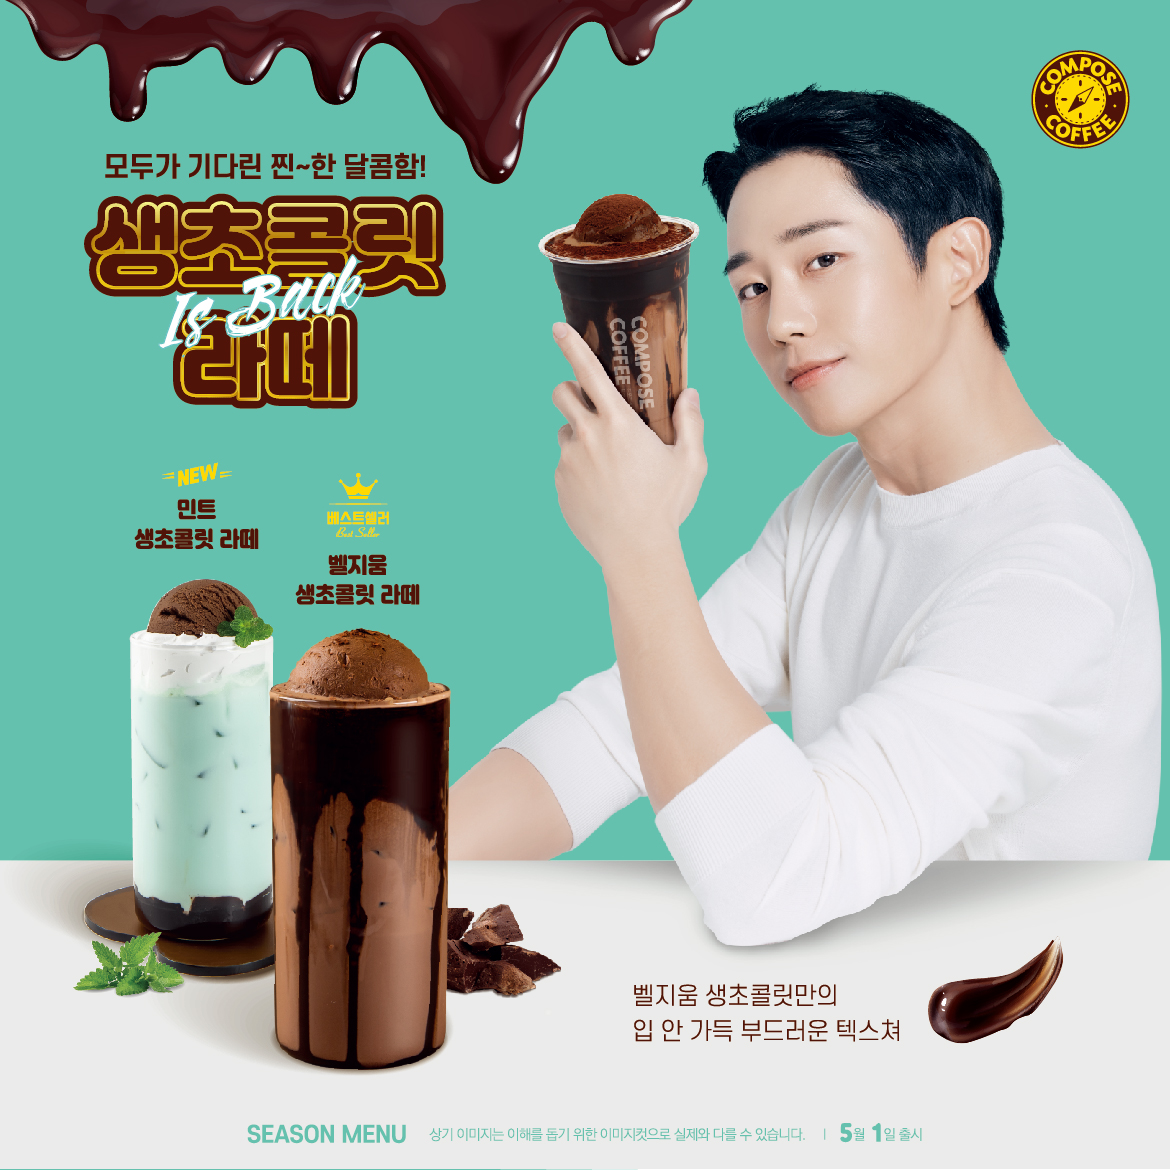 COMPOSE
COFFEE
모두가 기다린 찐~한 달콤함!
생초콜릿
Is Back
라떼
COMPOSE
COFFEE
NEW
민트
생초콜릿 라떼
베스트셀러
Best Seller
벨지움
생초콜릿 라떼
벨지움 생초콜릿만의
입 안 가득 부드러운 텍스쳐
SEASON MENU 상기 이미지는 이해를 돕기 위한 이미지컷으로 실제와 다를 수 있습니다. | 5월 1일 출시